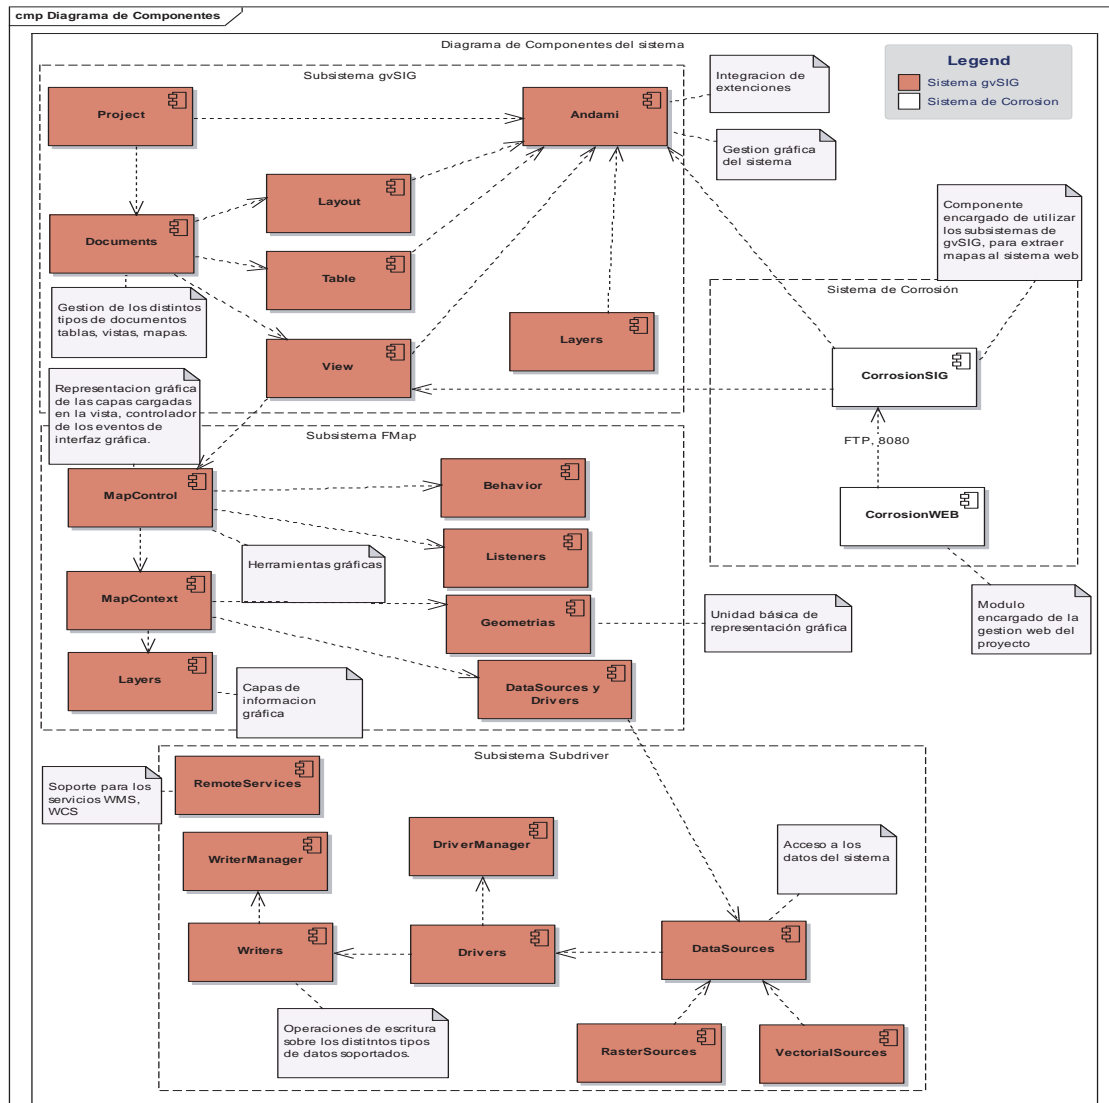 cmp Diagrama de Componentes
Diagrama de Componentes del sistema
Legend
Sistema gvSIG
Sistema de Corrosion
Subsistema gvSIG
Project
Andami
Integracion de
extenciones
Gestion gráfica
del sistema
Layout
Documents
Table
Gestion de los distintos
tipos de documentos
tablas, vistas, mapas.
View
Layers
Componente
encargado de utilizar
los subsistemas de
gvSIG, para extraer
mapas al sistema web
Sistema de Corrosión
CorrosionSIG
FTP, 8080
CorrosionWEB
Modulo
encargado de la
gestion web del
proyecto
Representacion gráfica
de las capas cargadas
en la vista, controlador
de los eventos de
interfaz gráfica.
Subsistema FMap
MapControl
Behavior
Listeners
Herramientas gráficas
MapContext
Geometrías
Unidad básica de
representación gráfica
Layers
Capas de
informacion
gráfica
DataSources y
Drivers
Subsistema Subdriver
Soporte para los
servicios WMS,
WCS
RemoteServices
WriterManager
DriverManager
Acceso a los
datos del sistema
Writers
Drivers
DataSources
Operaciones de escritura
sobre los distitntos tipos
de datos soportados.
RasterSources
VectorialSources